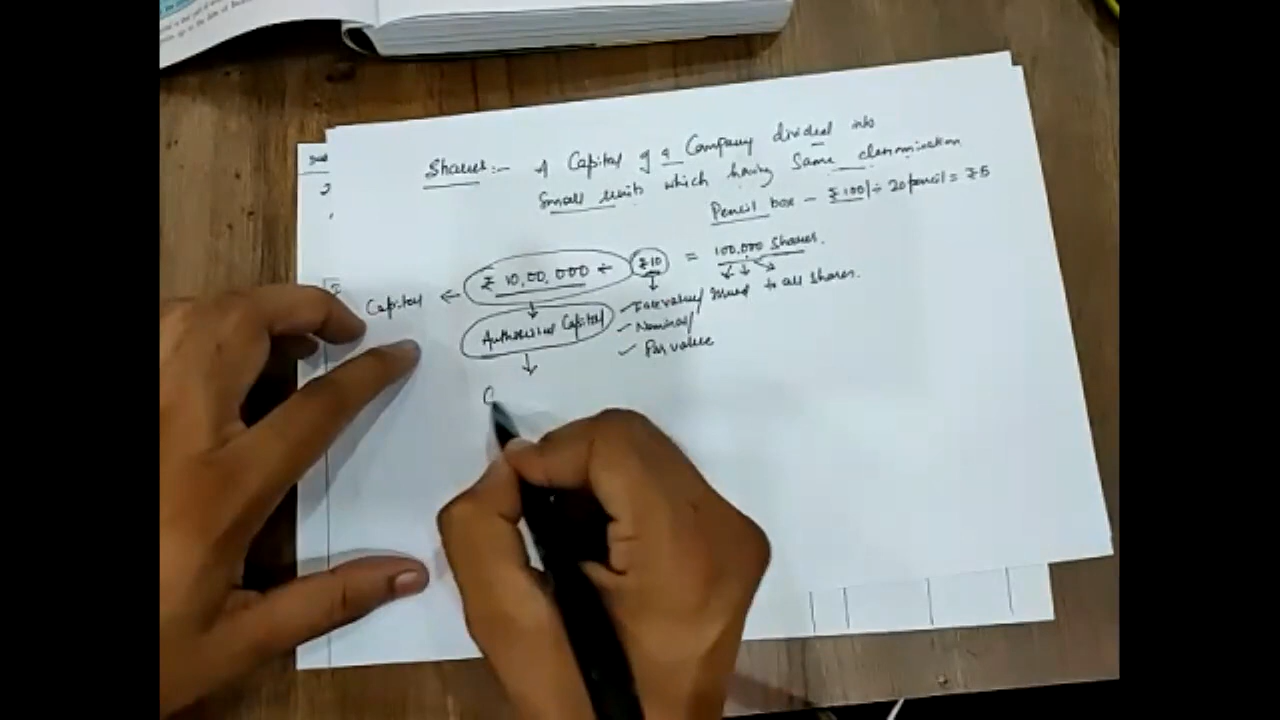 Shares:- A Capital of a Company divided into
Small units which having Same denomination
Pencil box - ₹100/÷ 20 pencil = ₹5
Capital ← ₹ 10,00,000 ÷ ₹10 = 100,000 Shares.
Authorised Capital
Face value/ to all shares.
Nominal/
Par value